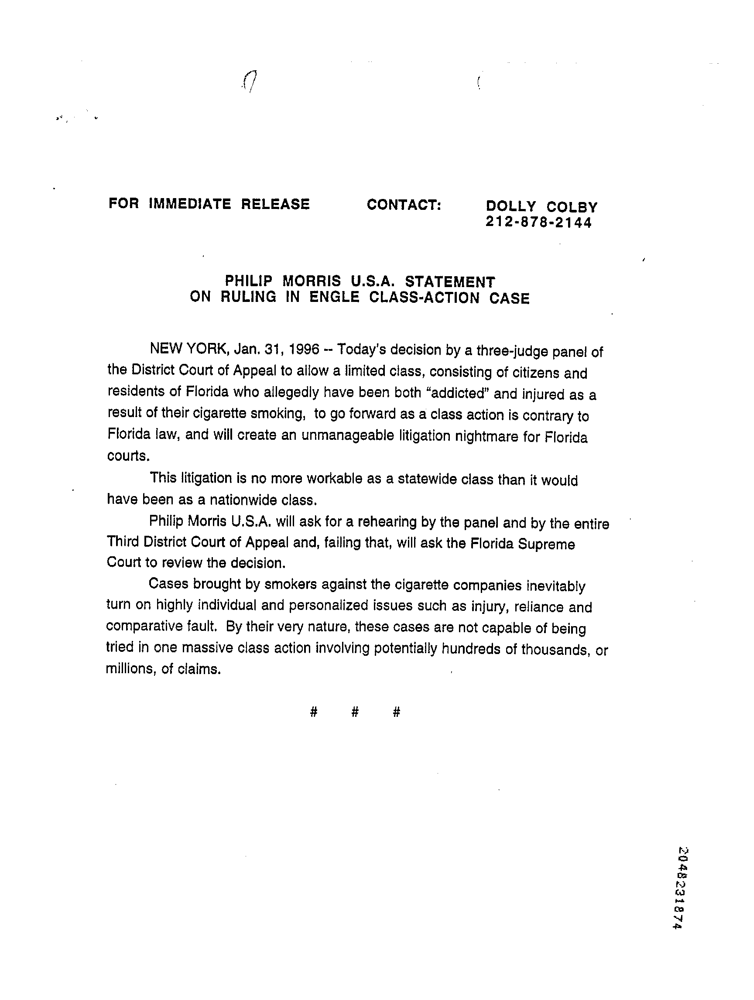 FOR IMMEDIATE RELEASE CONTACT: DOLLY COLBY
212-878-2144
PHILIP MORRIS U.S.A. STATEMENT
ON RULING IN ENGLE CLASS-ACTION CASE
NEW YORK, Jan. 31, 1996 -- Today's decision by a three-judge panel of
the District Court of Appeal to allow a limited class, consisting of citizens and
residents of Florida who allegedly have been both "addicted" and injured as a
result of their cigarette smoking, to go forward as a class action is contrary to
Florida law, and will create an unmanageable litigation nightmare for Florida
courts.
This litigation is no more workable as a statewide class than it would
have been as a nationwide class.
Philip Morris U.S.A. will ask for a rehearing by the panel and by the entire
Third District Court of Appeal and, failing that, will ask the Florida Supreme
Court to review the decision.
Cases brought by smokers against the cigarette companies inevitably
turn on highly individual and personalized issues such as injury, reliance and
comparative fault. By their very nature, these cases are not capable of being
tried in one massive class action involving potentially hundreds of thousands, or
millions, of claims.
# # #
2048231874